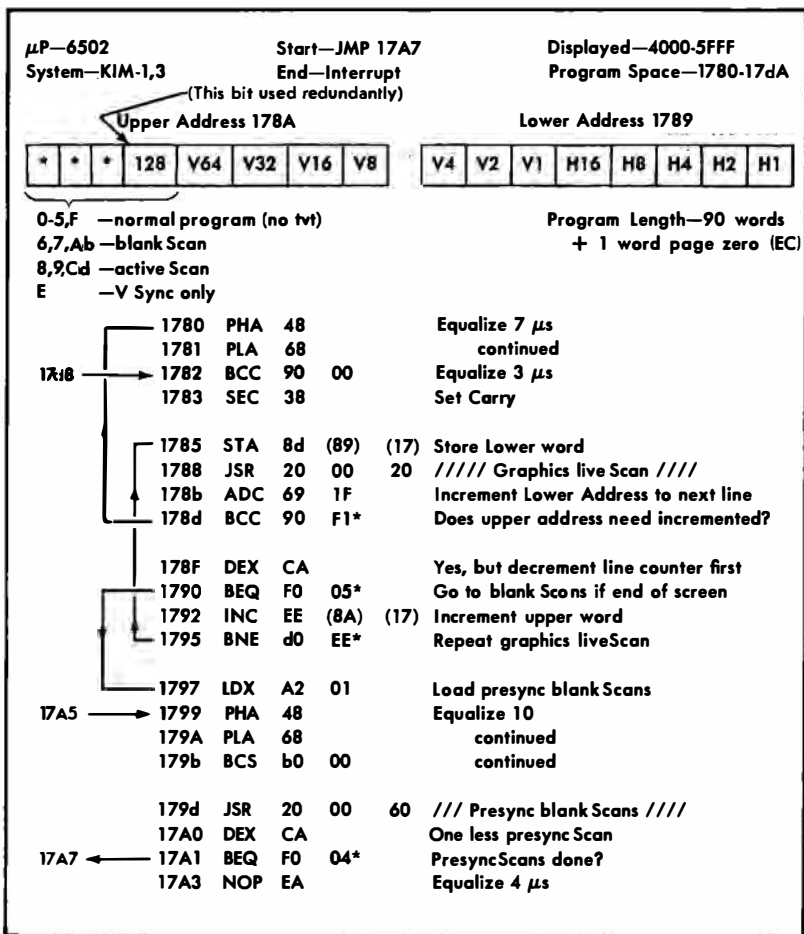 µP—6502 Start—JMP 17A7 Displayed—4000-5FFF
System—KIM-1,3 End—Interrupt Program Space—1780-17dA
(This bit used redundantly)
Upper Address 178A Lower Address 1789
* * * 128 V64 V32 V16 V8 V4 V2 V1 H16 H8 H4 H2 H1
0-5,F —normal program (no tvt) Program Length—90 words
6,7,A,b —blank Scan + 1 word page zero (EC)
8,9,C,d —active Scan
E —V Sync only
1780 PHA 48 Equalize 7 µs
1781 PLA 68 continued
1782 BCC 90 00 Equalize 3 µs
1783 SEC 38 Set Carry
1785 STA 8d (89) (17) Store Lower word
1788 JSR 20 00 20 ///// Graphics live Scan ////
178b ADC 69 1F Increment Lower Address to next line
178d BCC 90 F1* Does upper address need incremented?
178F DEX CA Yes, but decrement line counter first
1790 BEQ F0 05* Go to blank Scons if end of screen
1792 INC EE (8A) (17) Increment upper word
1795 BNE d0 EE* Repeat graphics liveScan
1797 LDX A2 01 Load presync blank Scans
17A5 1799 PHA 48 Equalize 10
179A PLA 68 continued
179b BCS b0 00 continued
179d JSR 20 00 60 /// Presync blank Scans ////
17A0 DEX CA One less presync Scan
17A7 17A1 BEQ F0 04* PresyncScans done?
17A3 NOP EA Equalize 4 µs